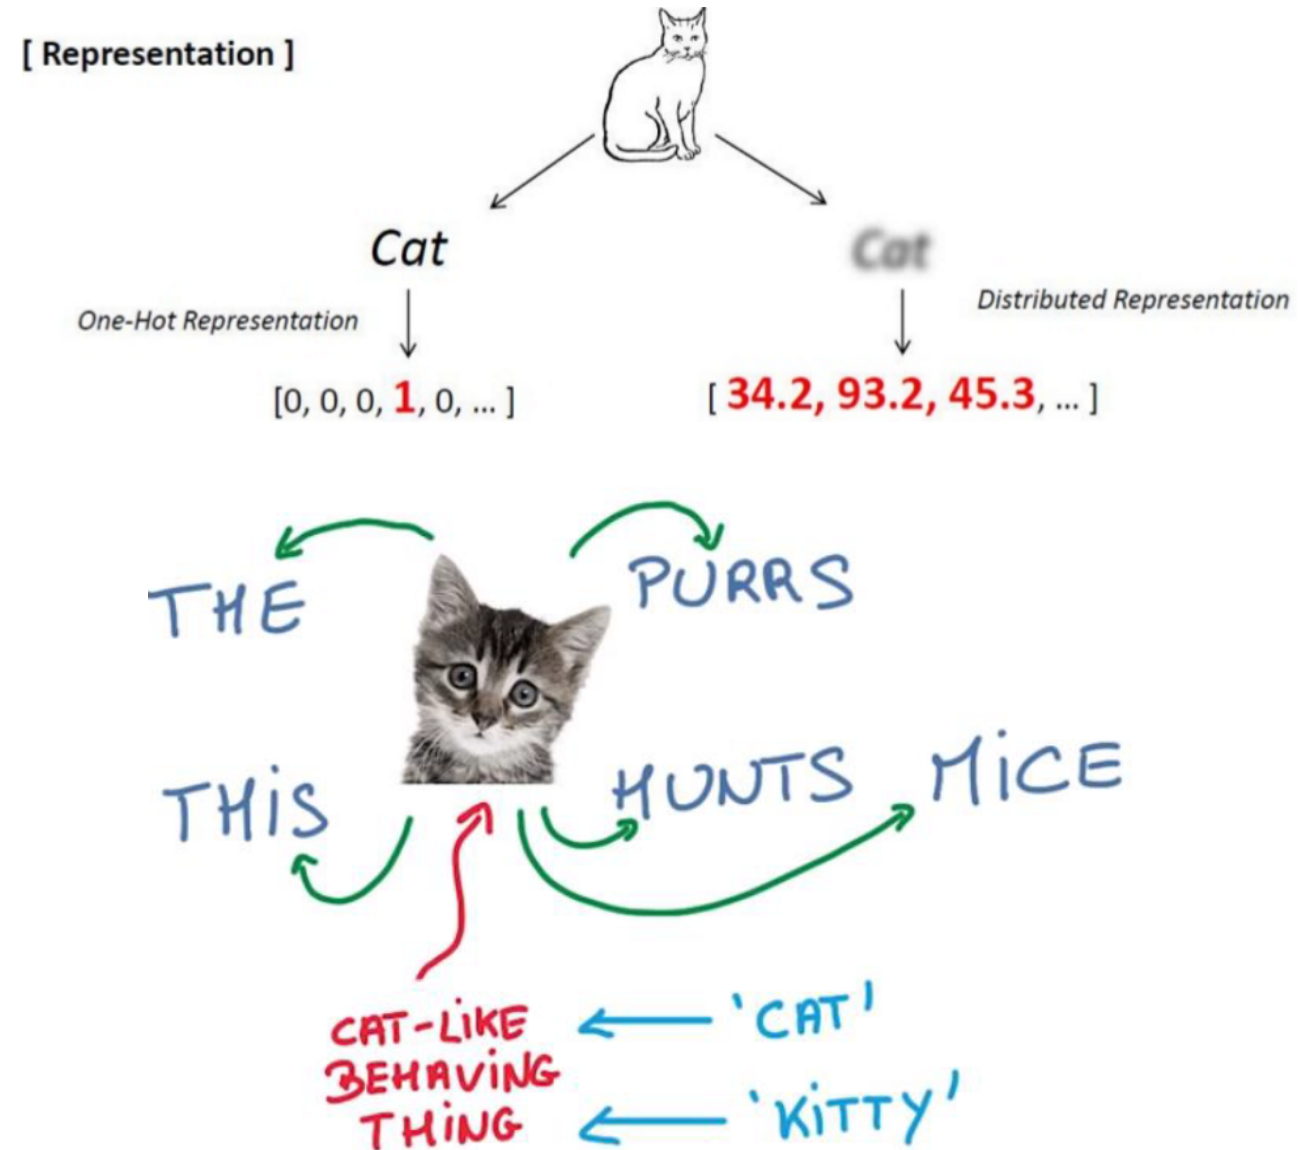 [ Representation ]
Cat
Cat
One-Hot Representation
Distributed Representation
[0, 0, 0, 1, 0, ... ]
[ 34.2, 93.2, 45.3, ... ]
THE
PURRS
THiS
HUNTS MiCE
CAT-LiKE
BEHAViNG
THiNG
'CAT'
'KiTTY'